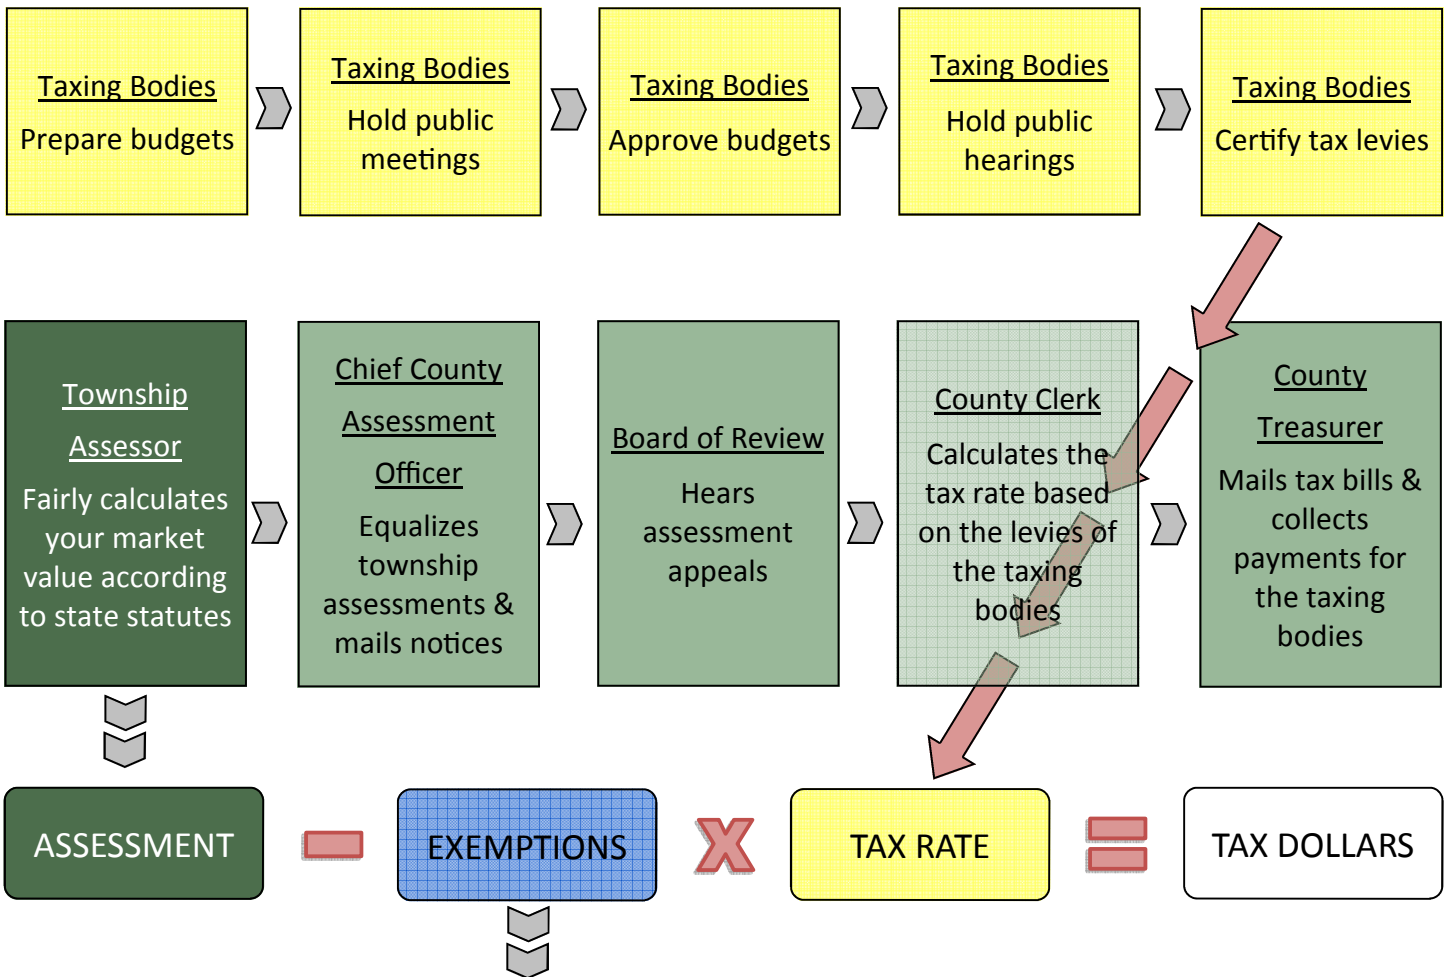 Taxing Bodies
Prepare budgets
Taxing Bodies
Hold public
meetings
Taxing Bodies
Approve budgets
Taxing Bodies
Hold public
hearings
Taxing Bodies
Certify tax levies
Township
Assessor
Fairly calculates
your market
value according
to state statutes
Chief County
Assessment
Officer
Equalizes
township
assessments &
mails notices
Board of Review
Hears
assessment
appeals
County Clerk
Calculates the
tax rate based
on the levies of
the taxing
bodies
County
Treasurer
Mails tax bills &
collects
payments for
the taxing
bodies
ASSESSMENT
EXEMPTIONS
X
TAX RATE
=
TAX DOLLARS